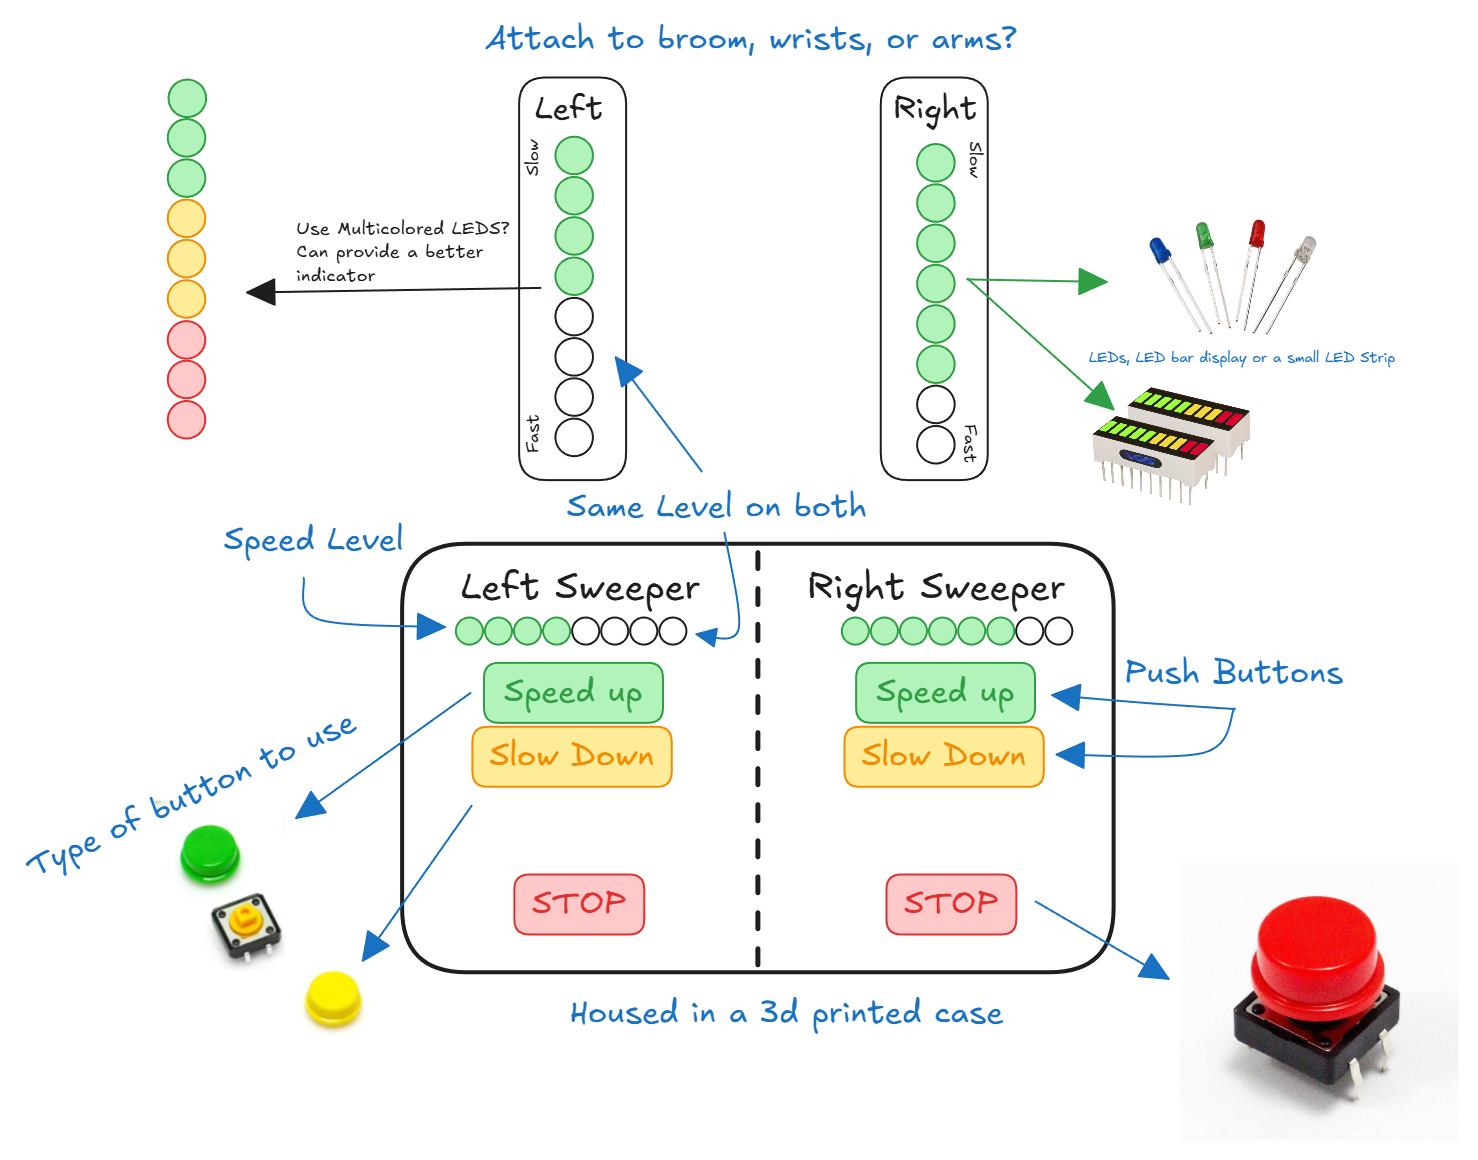 Attach to broom, wrists, or arms?
Left
Slow
Fast
Right
Slow
Fast
Use Multicolored LEDS?
Can provide a better
indicator
LEDs, LED bar display or a small LED Strip
Same Level on both
Speed Level
Left Sweeper
Right Sweeper
Speed up
Slow Down
STOP
Speed up
Slow Down
STOP
Push Buttons
Type of button to use
Housed in a 3d printed case